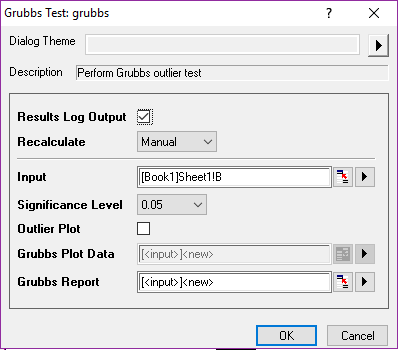 Grubbs Test: grubbs ? ×
Dialog Theme
Description Perform Grubbs outlier test
Results Log Output
Recalculate Manual
Input [Book1]Sheet1!B
Significance Level 0.05
Outlier Plot
Grubbs Plot Data [<input>]<new>
Grubbs Report [<input>]<new>
OK Cancel